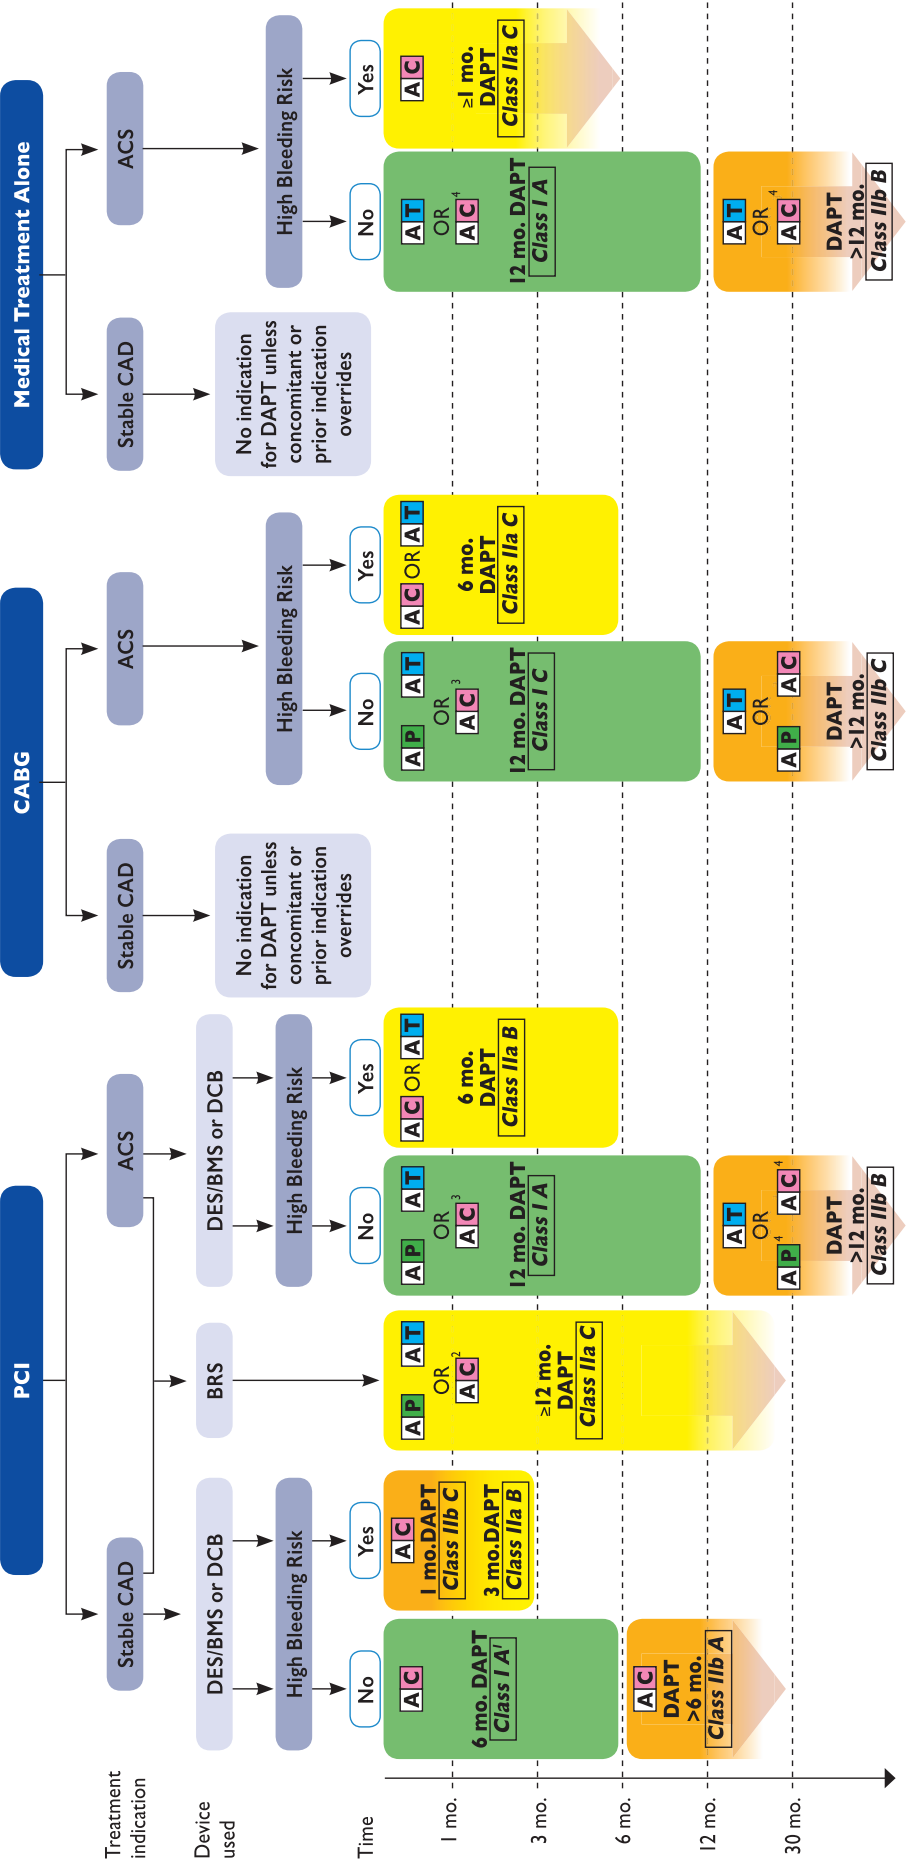 PCI
CABG
Medical Treatment Alone
Treatment
indication
Stable CAD
ACS
Stable CAD
ACS
Stable CAD
ACS
Device
used
DES/BMS or DCB
BRS
DES/BMS or DCB
No indication
for DAPT unless
concomitant or
prior indication
overrides
No indication
for DAPT unless
concomitant or
prior indication
overrides
High Bleeding Risk
High Bleeding Risk
High Bleeding Risk
High Bleeding Risk
Time
No
Yes
No
Yes
No
Yes
No
Yes
1 mo.
3 mo.
6 mo.
12 mo.
30 mo.
A C
6 mo. DAPT
Class I A1
A C
DAPT
>6 mo.
Class IIb A
A C
1 mo.DAPT
Class IIb C
3 mo.DAPT
Class IIa B
A P A T
OR
A C 2
≥12 mo.
DAPT
Class IIa C
A P A T
OR
A C 3
12 mo. DAPT
Class I A
A T
OR
A P 4 A C 4
DAPT
>12 mo.
Class IIb B
A C OR A T
6 mo.
DAPT
Class IIa B
A P A T
OR
A C 3
12 mo. DAPT
Class I C
A T
OR
A P A C
DAPT
>12 mo.
Class IIb C
A C OR A T
6 mo.
DAPT
Class IIa C
A T
OR
A C 4
12 mo. DAPT
Class I A
A T
OR
A C 4
DAPT
>12 mo.
Class IIb B
A C
≥1 mo.
DAPT
Class IIa C